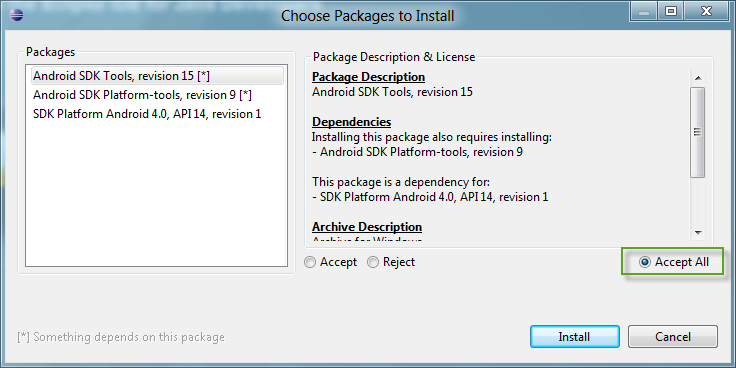 Choose Packages to Install
Packages
Android SDK Tools, revision 15 [*]
Android SDK Platform-tools, revision 9 [*]
SDK Platform Android 4.0, API 14, revision 1
Package Description & License
Package Description
Android SDK Tools, revision 15
Dependencies
Installing this package also requires installing:
- Android SDK Platform-tools, revision 9
This package is a dependency for:
- SDK Platform Android 4.0, API 14, revision 1
Archive Description
Archive for Windows
Accept
Reject
Accept All
[*] Something depends on this package
Install
Cancel